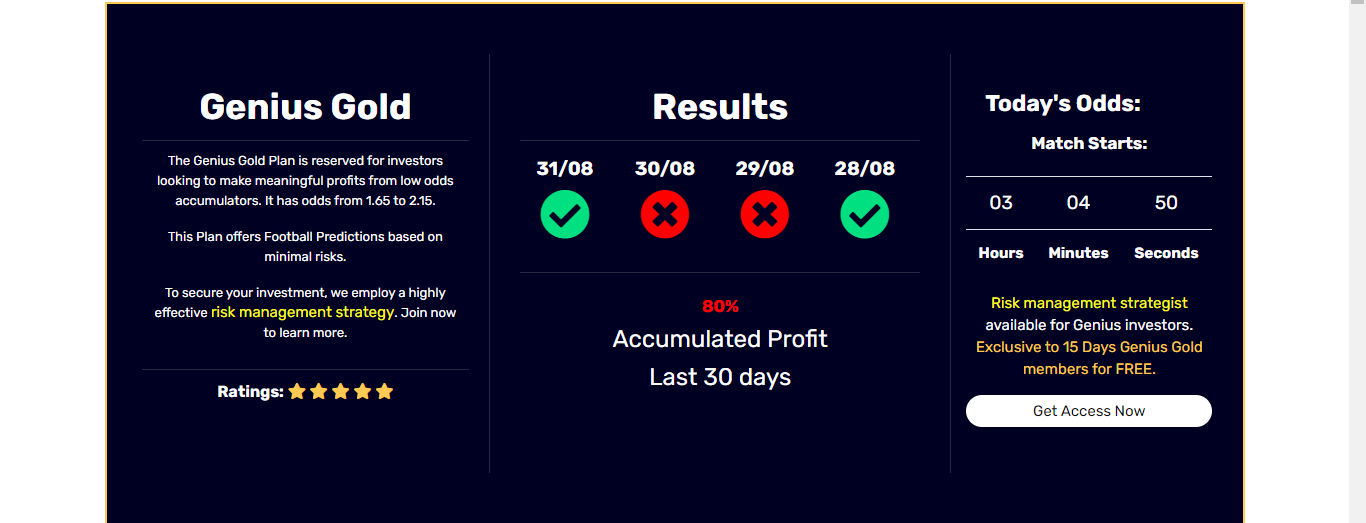 Genius Gold
The Genius Gold Plan is reserved for investors
looking to make meaningful profits from low odds
accumulators. It has odds from 1.65 to 2.15.
This Plan offers Football Predictions based on
minimal risks.
To secure your investment, we employ a highly
effective risk management strategy. Join now
to learn more.
Ratings:
Results
31/08 30/08 29/08 28/08
80%
Accumulated Profit
Last 30 days
Today's Odds:
Match Starts:
03 04 50
Hours Minutes Seconds
Risk management strategist
available for Genius investors.
Exclusive to 15 Days Genius Gold
members for FREE.
Get Access Now